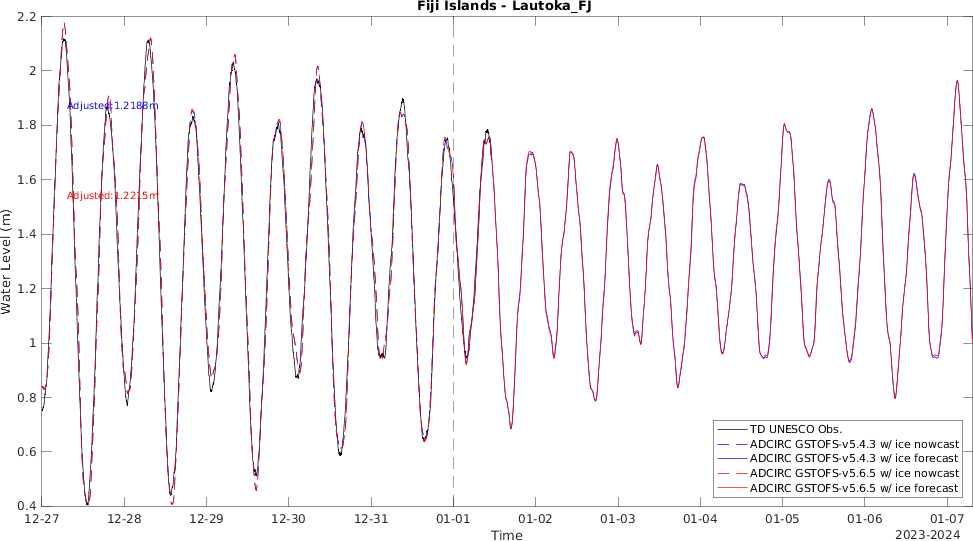 Fiji Islands - Lautoka_FJ
2.2
2
1.8
1.6
1.4
1.2
1
0.8
0.6
0.4
Water Level (m)
Adjusted:1.2188m
Adjusted:1.2215m
TD UNESCO Obs.
ADCIRC GSTOFS-v5.4.3 w/ ice nowcast
ADCIRC GSTOFS-v5.4.3 w/ ice forecast
ADCIRC GSTOFS-v5.6.5 w/ ice nowcast
ADCIRC GSTOFS-v5.6.5 w/ ice forecast
12-27 12-28 12-29 12-30 12-31 01-01 01-02 01-03 01-04 01-05 01-06 01-07
Time
2023-2024